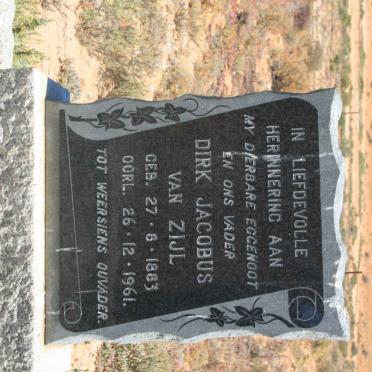 IN LIEFDEVOLLE
HERINNERING AAN
MY DIERBARE EGGENOOT
EN ONS VADER
DIRK JACOBUS
VAN ZIJL
GEB. 27 · 8 · 1883
OORL. 26 · 12 · 1961.
TOT WEERSIENS OUVADER.